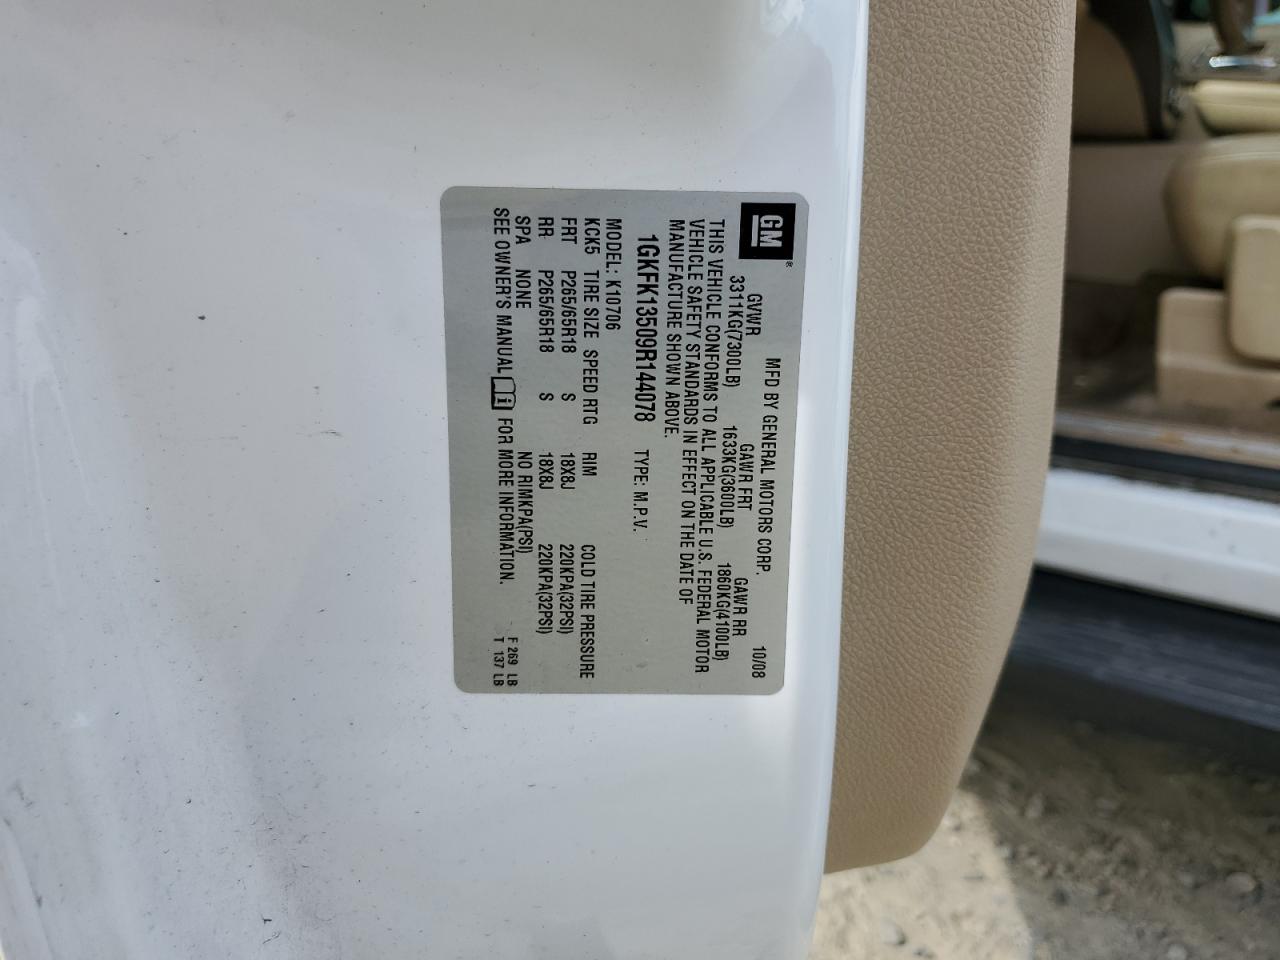 GM®
MFD BY GENERAL MOTORS CORP. 10/08
GVWR GAWR FRT GAWR RR
3311KG(7300LB) 1633KG(3600LB) 1860KG(4100LB)
THIS VEHICLE CONFORMS TO ALL APPLICABLE U.S. FEDERAL MOTOR
VEHICLE SAFETY STANDARDS IN EFFECT ON THE DATE OF
MANUFACTURE SHOWN ABOVE.
1GKFK13509R144078 TYPE: M.P.V.
MODEL: K10706
KCK5 TIRE SIZE SPEED RTG RIM COLD TIRE PRESSURE
FRT P265/65R18 S 18X8J 220KPA(32PSI)
RR P265/65R18 S 18X8J 220KPA(32PSI)
SPA NONE NO RIMKPA(PSI)
SEE OWNER'S MANUAL i FOR MORE INFORMATION.
F 269 LB
T 137 LB